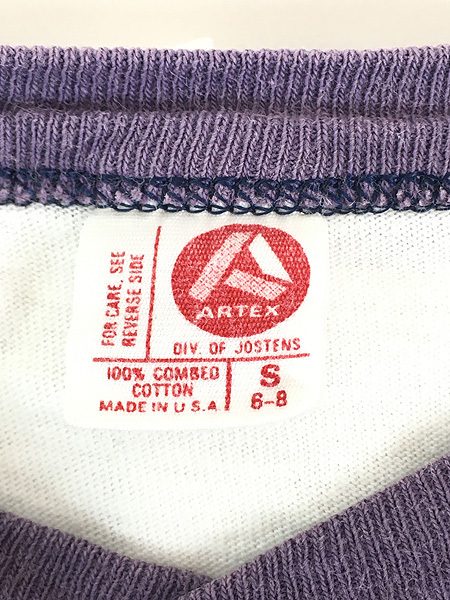 FOR CARE, SEE
REVERSE SIDE
ARTEX
DIV. OF JOSTENS
100% COMBED
COTTON
MADE IN U.S.A.
S
6-8